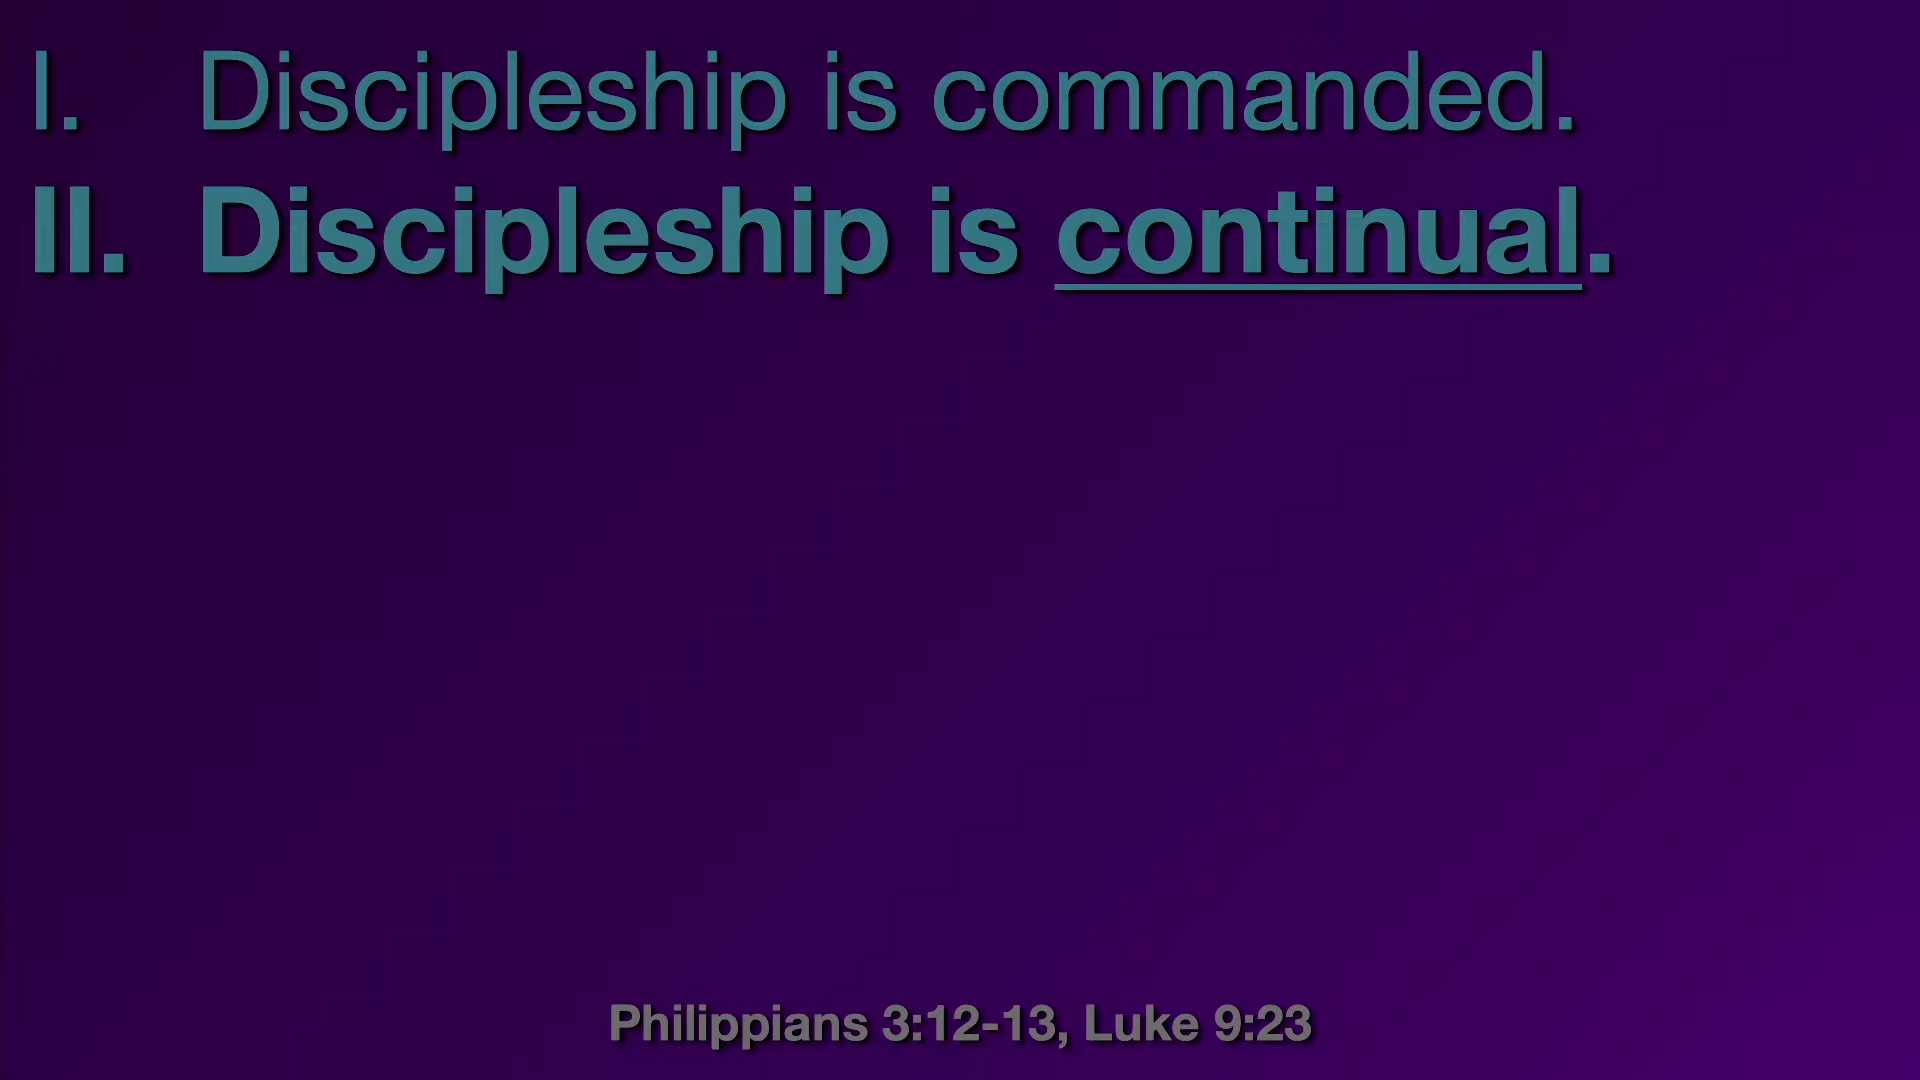 I. Discipleship is commanded.
II. Discipleship is continual.
Philippians 3:12-13, Luke 9:23